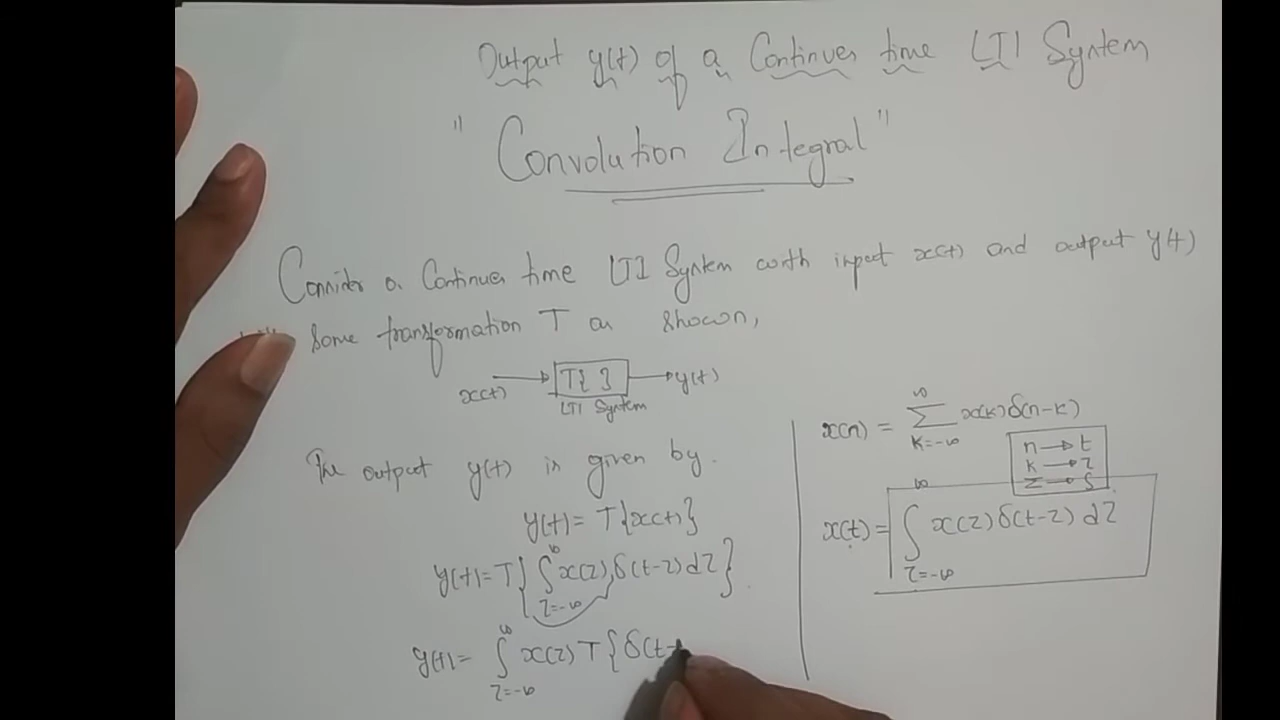 Output y(t) of a Continues time LTI System
" Convolution Integral "
Consider a Continues time LTI System with input x(t) and output y(t)
Some transformation T as shown,
x(t) → T{ } → y(t)
LTI System
The output y(t) is given by.
y(t) = T{x(t)}
y(t) = T{∫_{τ=-∞}^{∞} x(τ) δ(t-τ) dτ}
y(t) = ∫_{τ=-∞}^{∞} x(τ) T{δ(t-
x(n) = Σ_{k=-∞}^{∞} x(k) δ(n-k)
n → t
k → τ
Σ → ∫
x(t) = ∫_{τ=-∞}^{∞} x(τ) δ(t-τ) dτ